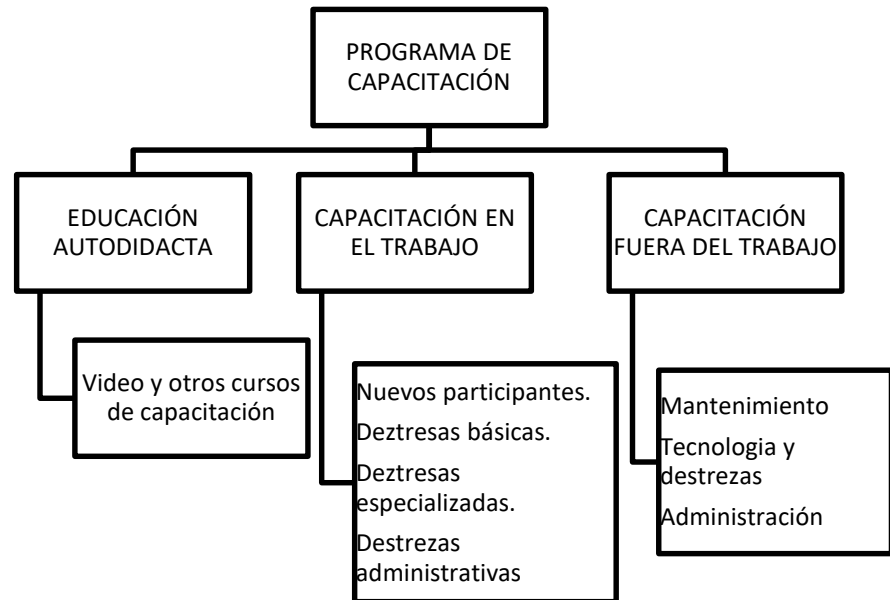 PROGRAMA DE
CAPACITACIÓN
EDUCACIÓN
AUTODIDACTA
CAPACITACIÓN EN
EL TRABAJO
CAPACITACIÓN
FUERA DEL TRABAJO
Video y otros cursos
de capacitación
Nuevos participantes.
Deztresas básicas.
Deztresas
especializadas.
Destrezas
administrativas
Mantenimiento
Tecnologia y
destrezas
Administración